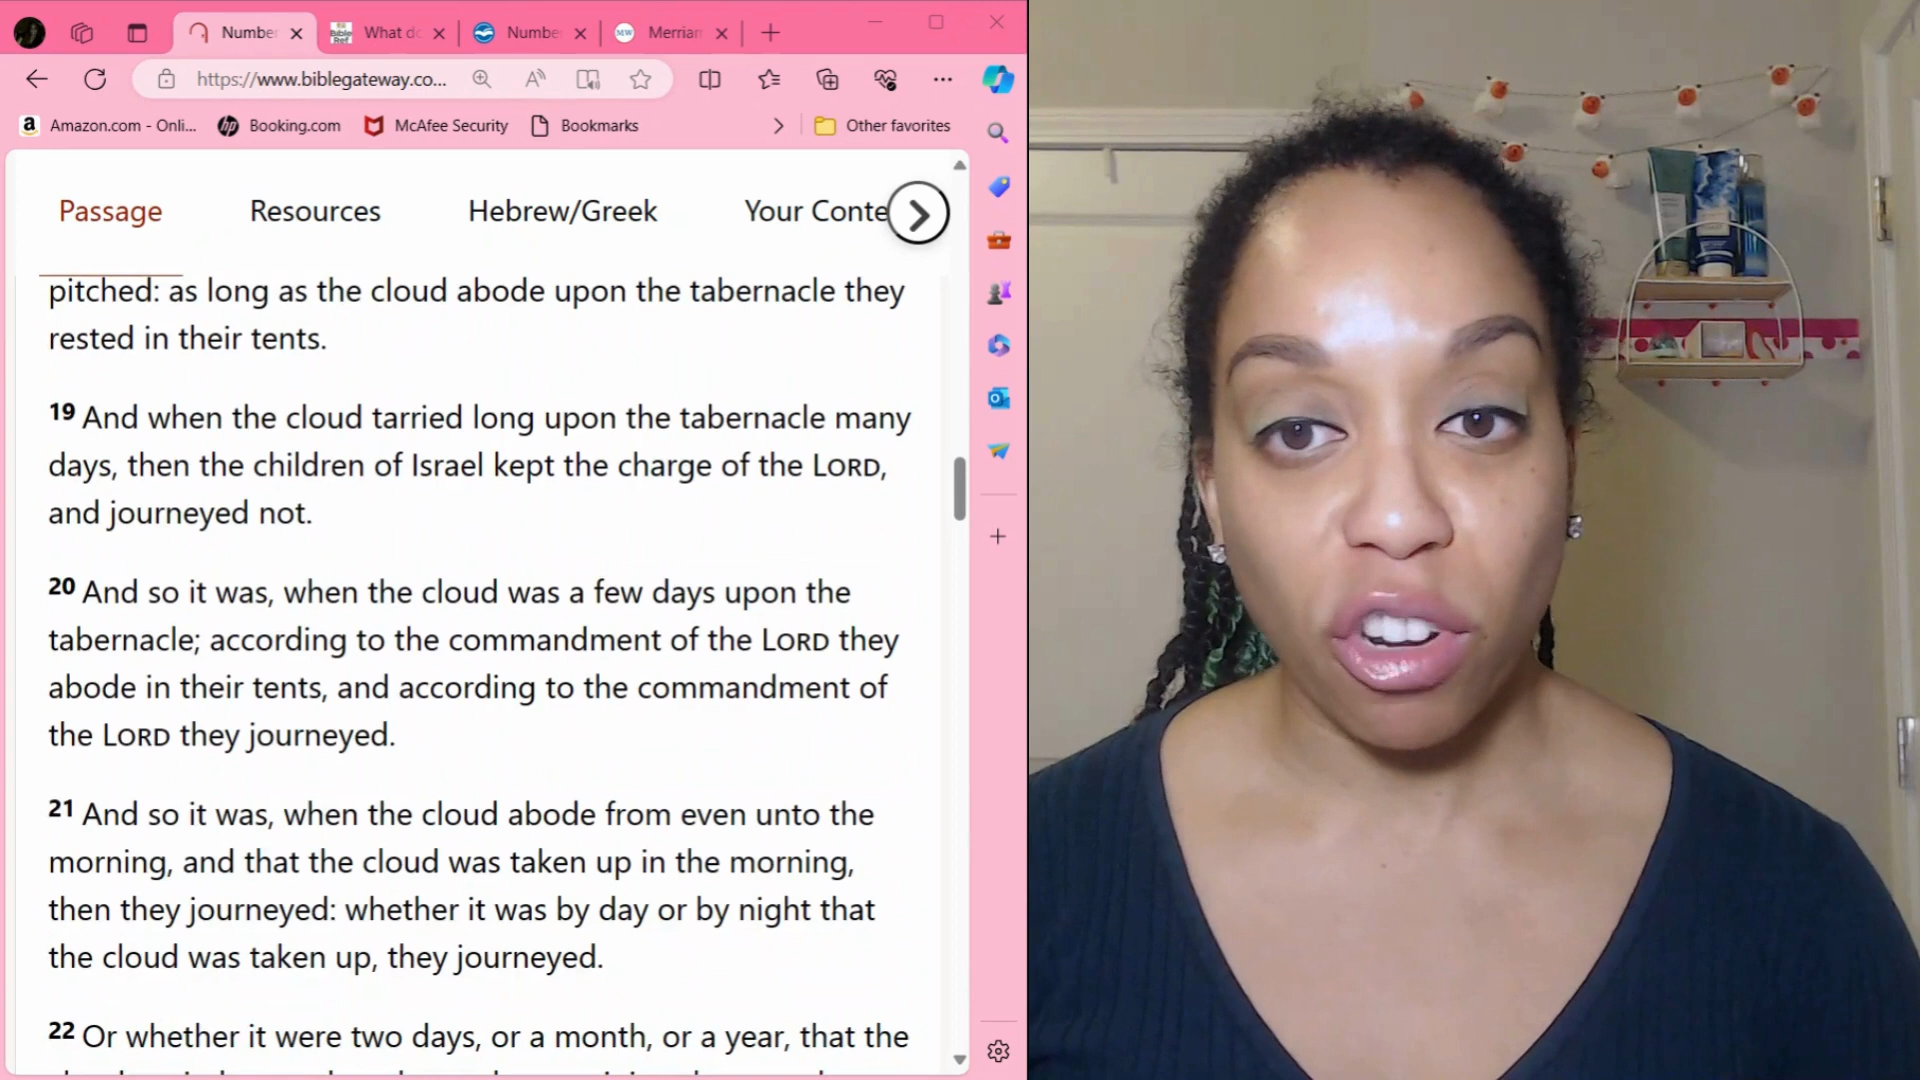 Number
What do
Number
Merriam
https://www.biblegateway.co...
Amazon.com - Onli...
Booking.com
McAfee Security
Bookmarks
Other favorites
Passage
Resources
Hebrew/Greek
Your Conte
pitched: as long as the cloud abode upon the tabernacle they
rested in their tents.
19 And when the cloud tarried long upon the tabernacle many
days, then the children of Israel kept the charge of the LORD,
and journeyed not.
20 And so it was, when the cloud was a few days upon the
tabernacle; according to the commandment of the LORD they
abode in their tents, and according to the commandment of
the LORD they journeyed.
21 And so it was, when the cloud abode from even unto the
morning, and that the cloud was taken up in the morning,
then they journeyed: whether it was by day or by night that
the cloud was taken up, they journeyed.
22 Or whether it were two days, or a month, or a year, that the